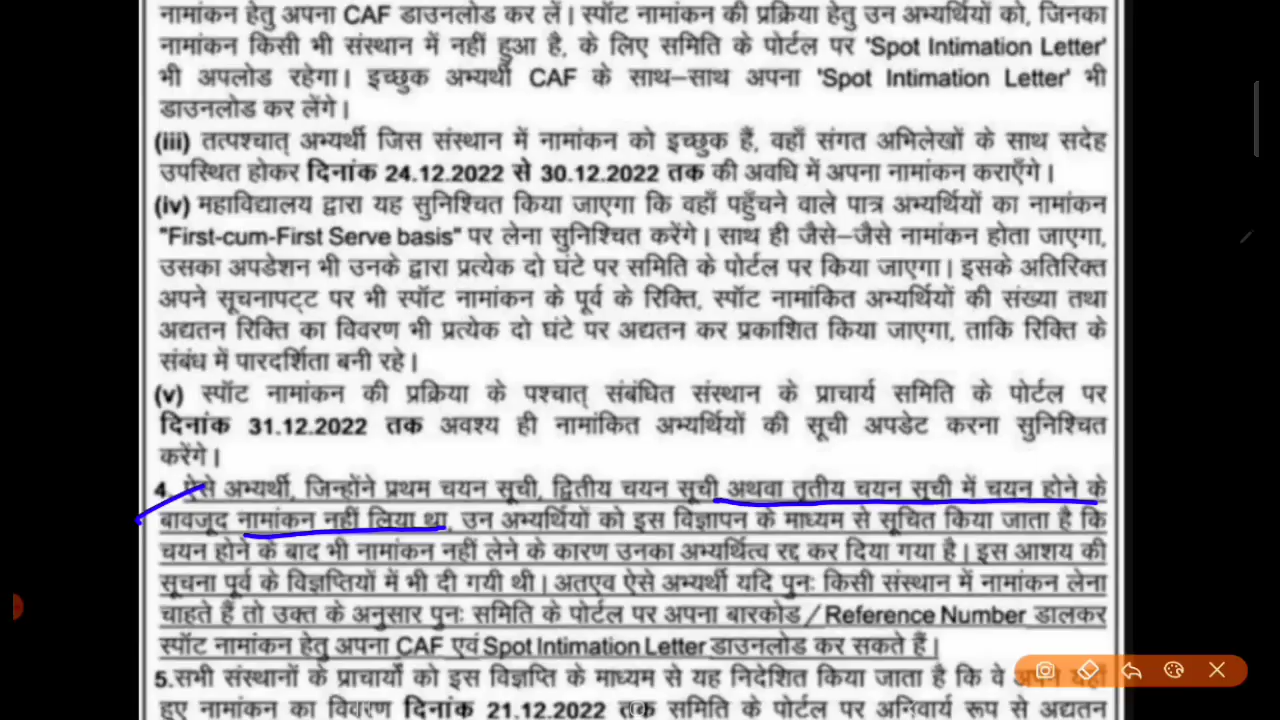 नामांकन हेतु अपना CAF डाउनलोड कर लें। स्पॉट नामांकन की प्रक्रिया हेतु उन अभ्यर्थियों को, जिनका
नामांकन किसी भी संस्थान में नहीं हुआ है, के लिए समिति के पोर्टल पर 'Spot Intimation Letter'
भी अपलोड रहेगा। इच्छुक अभ्यर्थी CAF के साथ–साथ अपना 'Spot Intimation Letter' भी
डाउनलोड कर लेंगे।
(iii) तत्पश्चात् अभ्यर्थी जिस संस्थान में नामांकन को इच्छुक हैं, वहाँ संगत अभिलेखों के साथ सदेह
उपस्थित होकर दिनांक 24.12.2022 से 30.12.2022 तक की अवधि में अपना नामांकन कराएँगे।
(iv) महाविद्यालय द्वारा यह सुनिश्चित किया जाएगा कि वहाँ पहुँचने वाले पात्र अभ्यर्थियों का नामांकन
"First-cum-First Serve basis" पर लेना सुनिश्चित करेंगे। साथ ही जैसे–जैसे नामांकन होता जाएगा,
उसका अपडेशन भी उनके द्वारा प्रत्येक दो घंटे पर समिति के पोर्टल पर किया जाएगा। इसके अतिरिक्त
अपने सूचनापट्ट पर भी स्पॉट नामांकन के पूर्व के रिक्ति, स्पॉट नामांकित अभ्यर्थियों की संख्या तथा
अद्यतन रिक्ति का विवरण भी प्रत्येक दो घंटे पर अद्यतन कर प्रकाशित किया जाएगा, ताकि रिक्ति के
संबंध में पारदर्शिता बनी रहे।
(v) स्पॉट नामांकन की प्रक्रिया के पश्चात् संबंधित संस्थान के प्राचार्य समिति के पोर्टल पर
दिनांक 31.12.2022 तक अवश्य ही नामांकित अभ्यर्थियों की सूची अपडेट करना सुनिश्चित
करेंगे।
4. ऐसे अभ्यर्थी, जिन्होंने प्रथम चयन सूची, द्वितीय चयन सूची अथवा तृतीय चयन सूची में चयन होने के
बावजूद नामांकन नहीं लिया था, उन अभ्यर्थियों को इस विज्ञापन के माध्यम से सूचित किया जाता है कि
चयन होने के बाद भी नामांकन नहीं लेने के कारण उनका अभ्यर्थित्व रद्द कर दिया गया है। इस आशय की
सूचना पूर्व के विज्ञप्तियों में भी दी गयी थी। अतएव ऐसे अभ्यर्थी यदि पुनः किसी संस्थान में नामांकन लेना
चाहते हैं तो उक्त के अनुसार पुनः समिति के पोर्टल पर अपना बारकोड/Reference Number डालकर
स्पॉट नामांकन हेतु अपना CAF एवं Spot Intimation Letter डाउनलोड कर सकते हैं।
5.सभी संस्थानों के प्राचार्यों को इस विज्ञप्ति के माध्यम से यह निदेशित किया जाता है कि वे अपने यहाँ
हुए नामांकन का विवरण दिनांक 21.12.2022 तक समिति के पोर्टल पर अनिवार्य रूप से अद्यतन